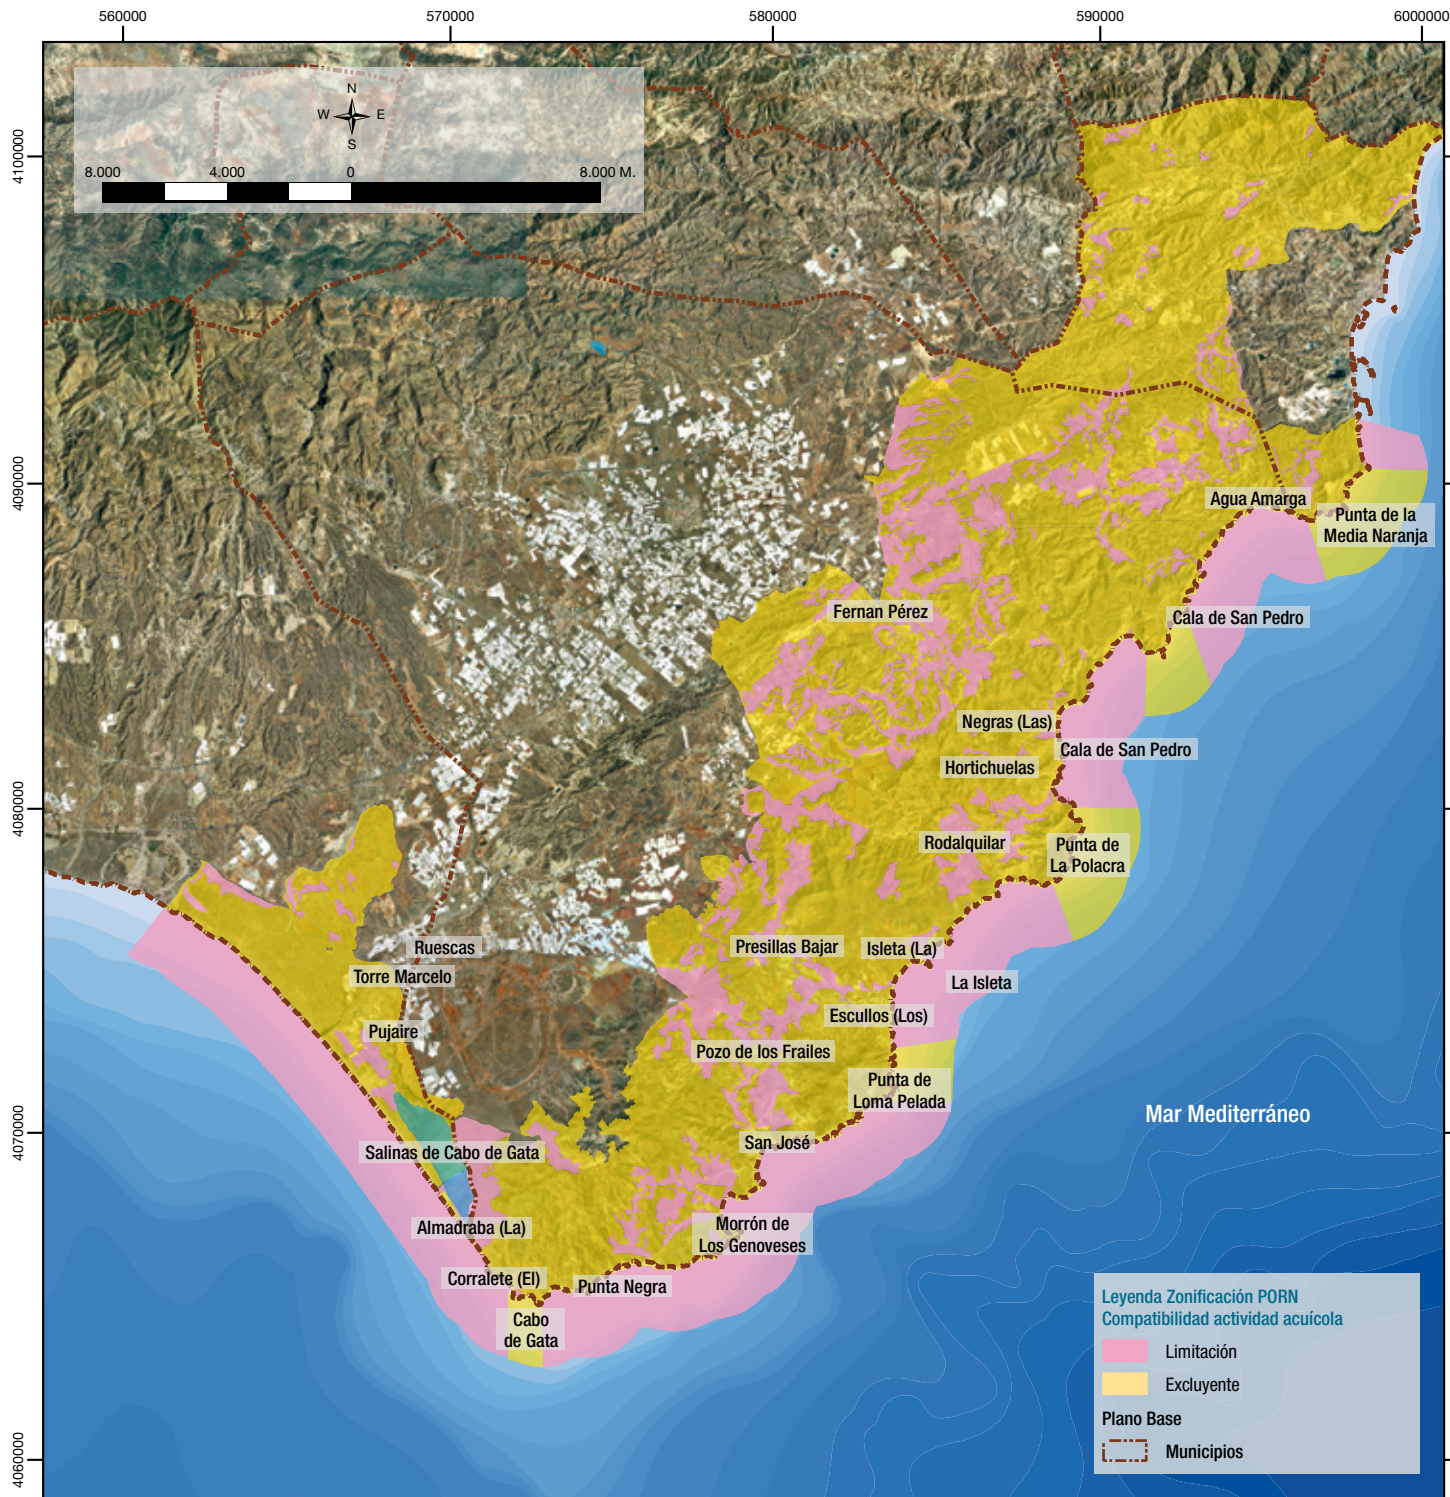 560000
570000
580000
590000
6000000
N
W
E
S
8.000
4.000
0
8.000 M.
4100000
4090000
4080000
4070000
4060000
Agua Amarga
Punta de la
Media Naranja
Fernan Pérez
Cala de San Pedro
Negras (Las)
Cala de San Pedro
Hortichuelas
Rodalquilar
Punta de
La Polacra
Ruescas
Presillas Bajar
Isleta (La)
Torre Marcelo
La Isleta
Pujaire
Escullos (Los)
Pozo de los Frailes
Punta de
Loma Pelada
Mar Mediterráneo
San José
Salinas de Cabo de Gata
Almadraba (La)
Morrón de
Los Genoveses
Corralete (El)
Punta Negra
Cabo
de Gata
Leyenda Zonificación PORN
Compatibilidad actividad acuícola
Limitación
Excluyente
Plano Base
Municipios